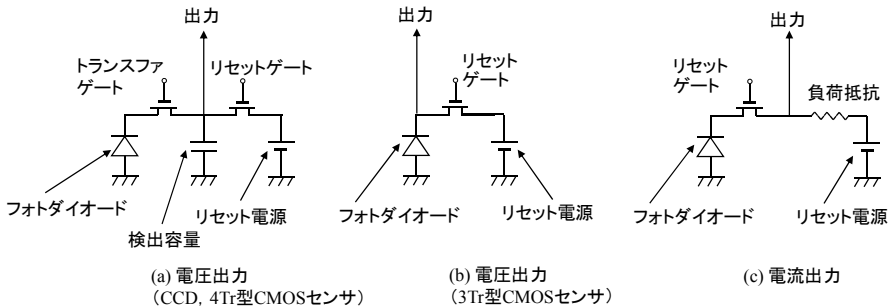 出力
トランスファ
ゲート
リセットゲート
フォトダイオード
検出容量
リセット電源
(a) 電圧出力
(CCD, 4Tr型CMOSセンサ)
出力
リセット
ゲート
フォトダイオード
リセット電源
(b) 電圧出力
(3Tr型CMOSセンサ)
出力
リセット
ゲート
負荷抵抗
フォトダイオード
リセット電源
(c) 電流出力